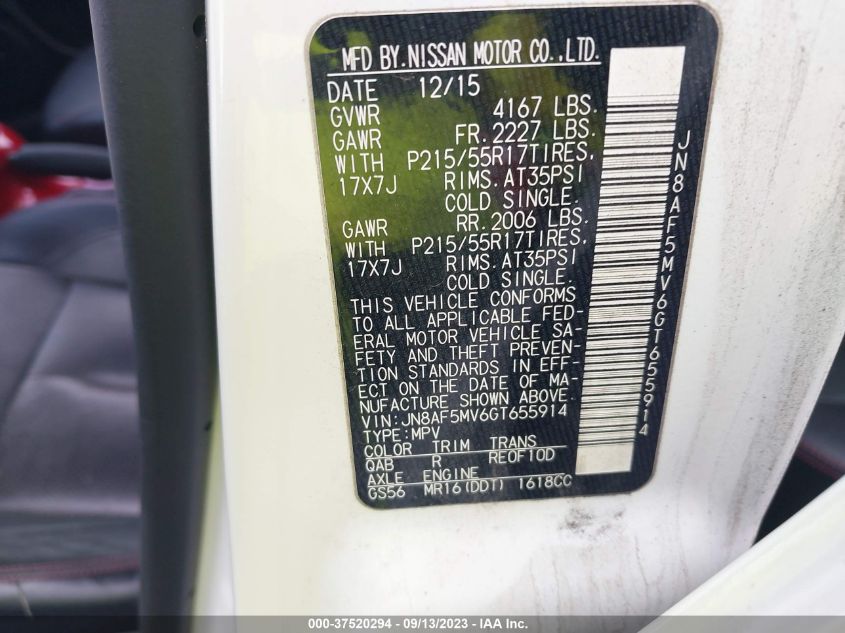 MFD BY.NISSAN MOTOR CO.,LTD.
DATE 12/15
GVWR 4167 LBS.
GAWR FR.2227 LBS.
WITH P215/55R17TIRES,
17X7J RIMS.AT35PSI
COLD SINGLE.
GAWR RR.2006 LBS.
WITH P215/55R17TIRES,
17X7J RIMS.AT35PSI
COLD SINGLE.
THIS VEHICLE CONFORMS
TO ALL APPLICABLE FED-
ERAL MOTOR VEHICLE SA-
FETY AND THEFT PREVEN-
TION STANDARDS IN EFF-
ECT ON THE DATE OF MA-
NUFACTURE SHOWN ABOVE.
VIN:JN8AF5MV6GT655914
TYPE:MPV
COLOR TRIM TRANS
QAB R RE0F10D
AXLE ENGINE
GS56 MR16(DDT) 1618CC
JN8AF5MV6GT655914
000-37520294 - 09/13/2023 - IAA Inc.